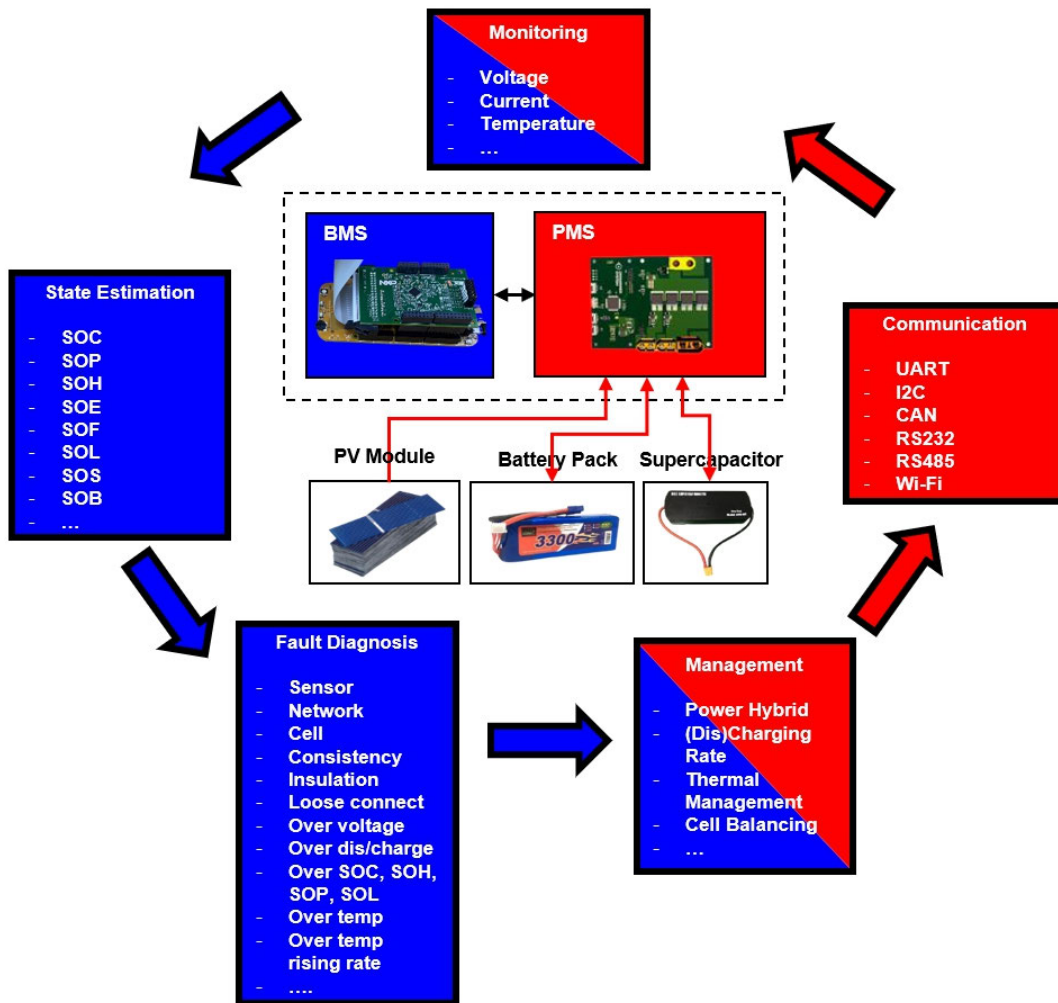 Monitoring
- Voltage
- Current
- Temperature
- ...
BMS
PMS
State Estimation
- SOC
- SOP
- SOH
- SOE
- SOF
- SOL
- SOS
- SOB
- ...
Communication
- UART
- I2C
- CAN
- RS232
- RS485
- Wi-Fi
PV Module
Battery Pack
Supercapacitor
3300
Fault Diagnosis
- Sensor
- Network
- Cell
- Consistency
- Insulation
- Loose connect
- Over voltage
- Over dis/charge
- Over SOC, SOH,
SOP, SOL
- Over temp
- Over temp
rising rate
- ....
Management
- Power Hybrid
- (Dis)Charging
Rate
- Thermal
Management
- Cell Balancing
- ...